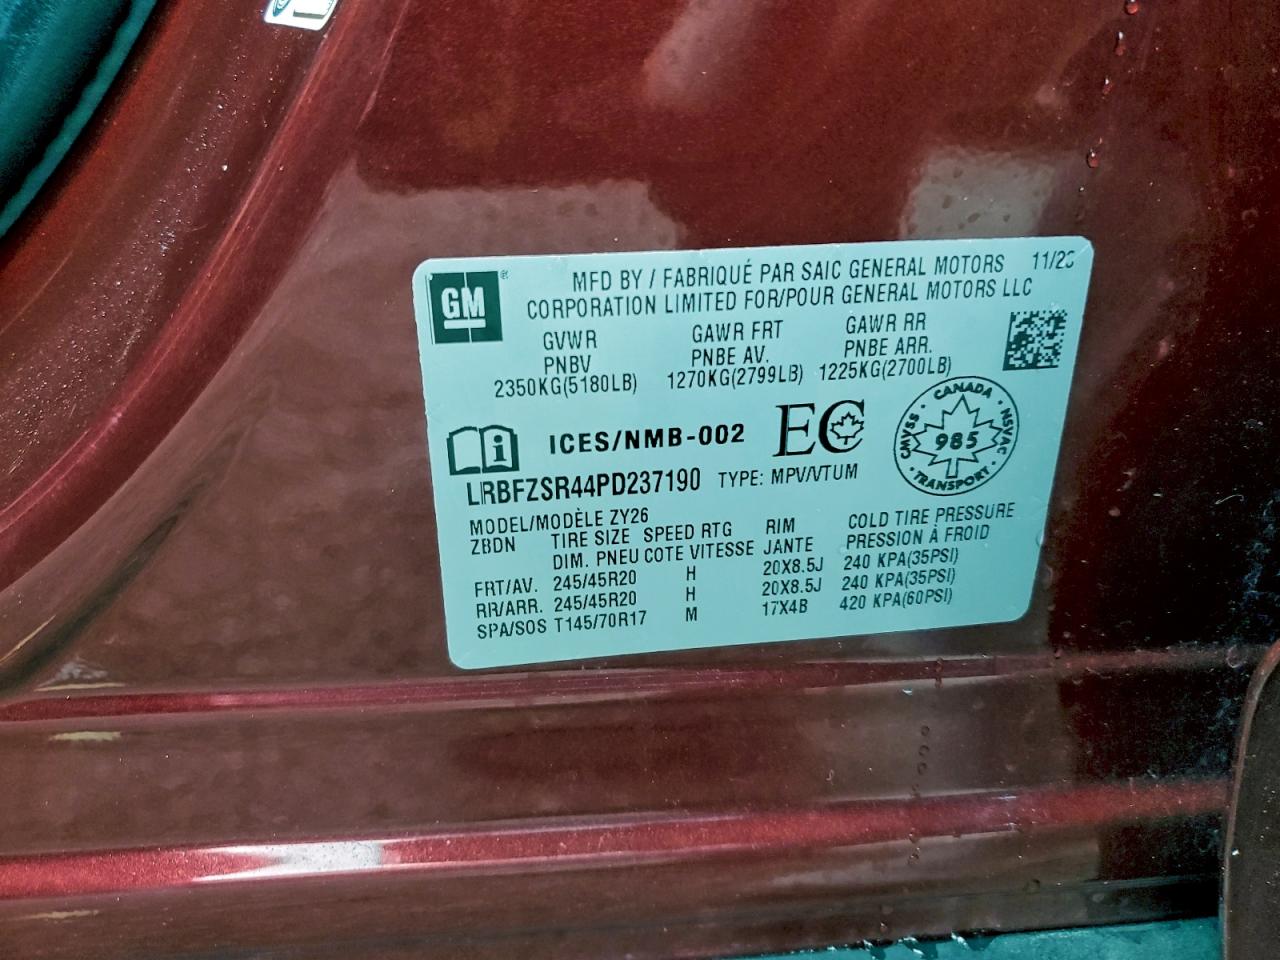 GM®
MFD BY / FABRIQUÉ PAR SAIC GENERAL MOTORS
CORPORATION LIMITED FOR/POUR GENERAL MOTORS LLC
GVWR GAWR FRT GAWR RR
PNBV PNBE AV. PNBE ARR.
2350KG(5180LB) 1270KG(2799LB) 1225KG(2700LB)
ICES/NMB-002 EC
CANADA
CMVSS 985 NSVAC
TRANSPORT
LRBFZSR44PD237190 TYPE: MPV/VTUM
MODEL/MODÈLE ZY26
ZBDN TIRE SIZE SPEED RTG RIM COLD TIRE PRESSURE
DIM. PNEU COTE VITESSE JANTE PRESSION À FROID
FRT/AV. 245/45R20 H 20X8.5J 240 KPA(35PSI)
RR/ARR. 245/45R20 H 20X8.5J 240 KPA(35PSI)
SPA/SOS T145/70R17 M 17X4B 420 KPA(60PSI)